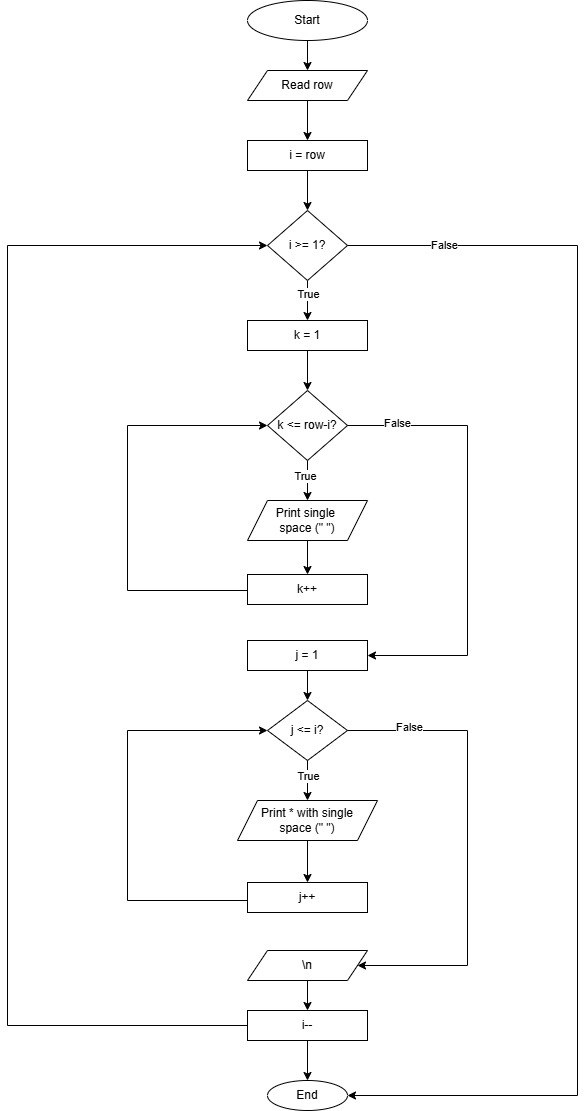 Start
Read row
i = row
i >= 1?
False
True
k = 1
k <= row-i?
False
True
Print single
space (" ")
k++
j = 1
j <= i?
False
True
Print * with single
space (" ")
j++
\n
i--
End